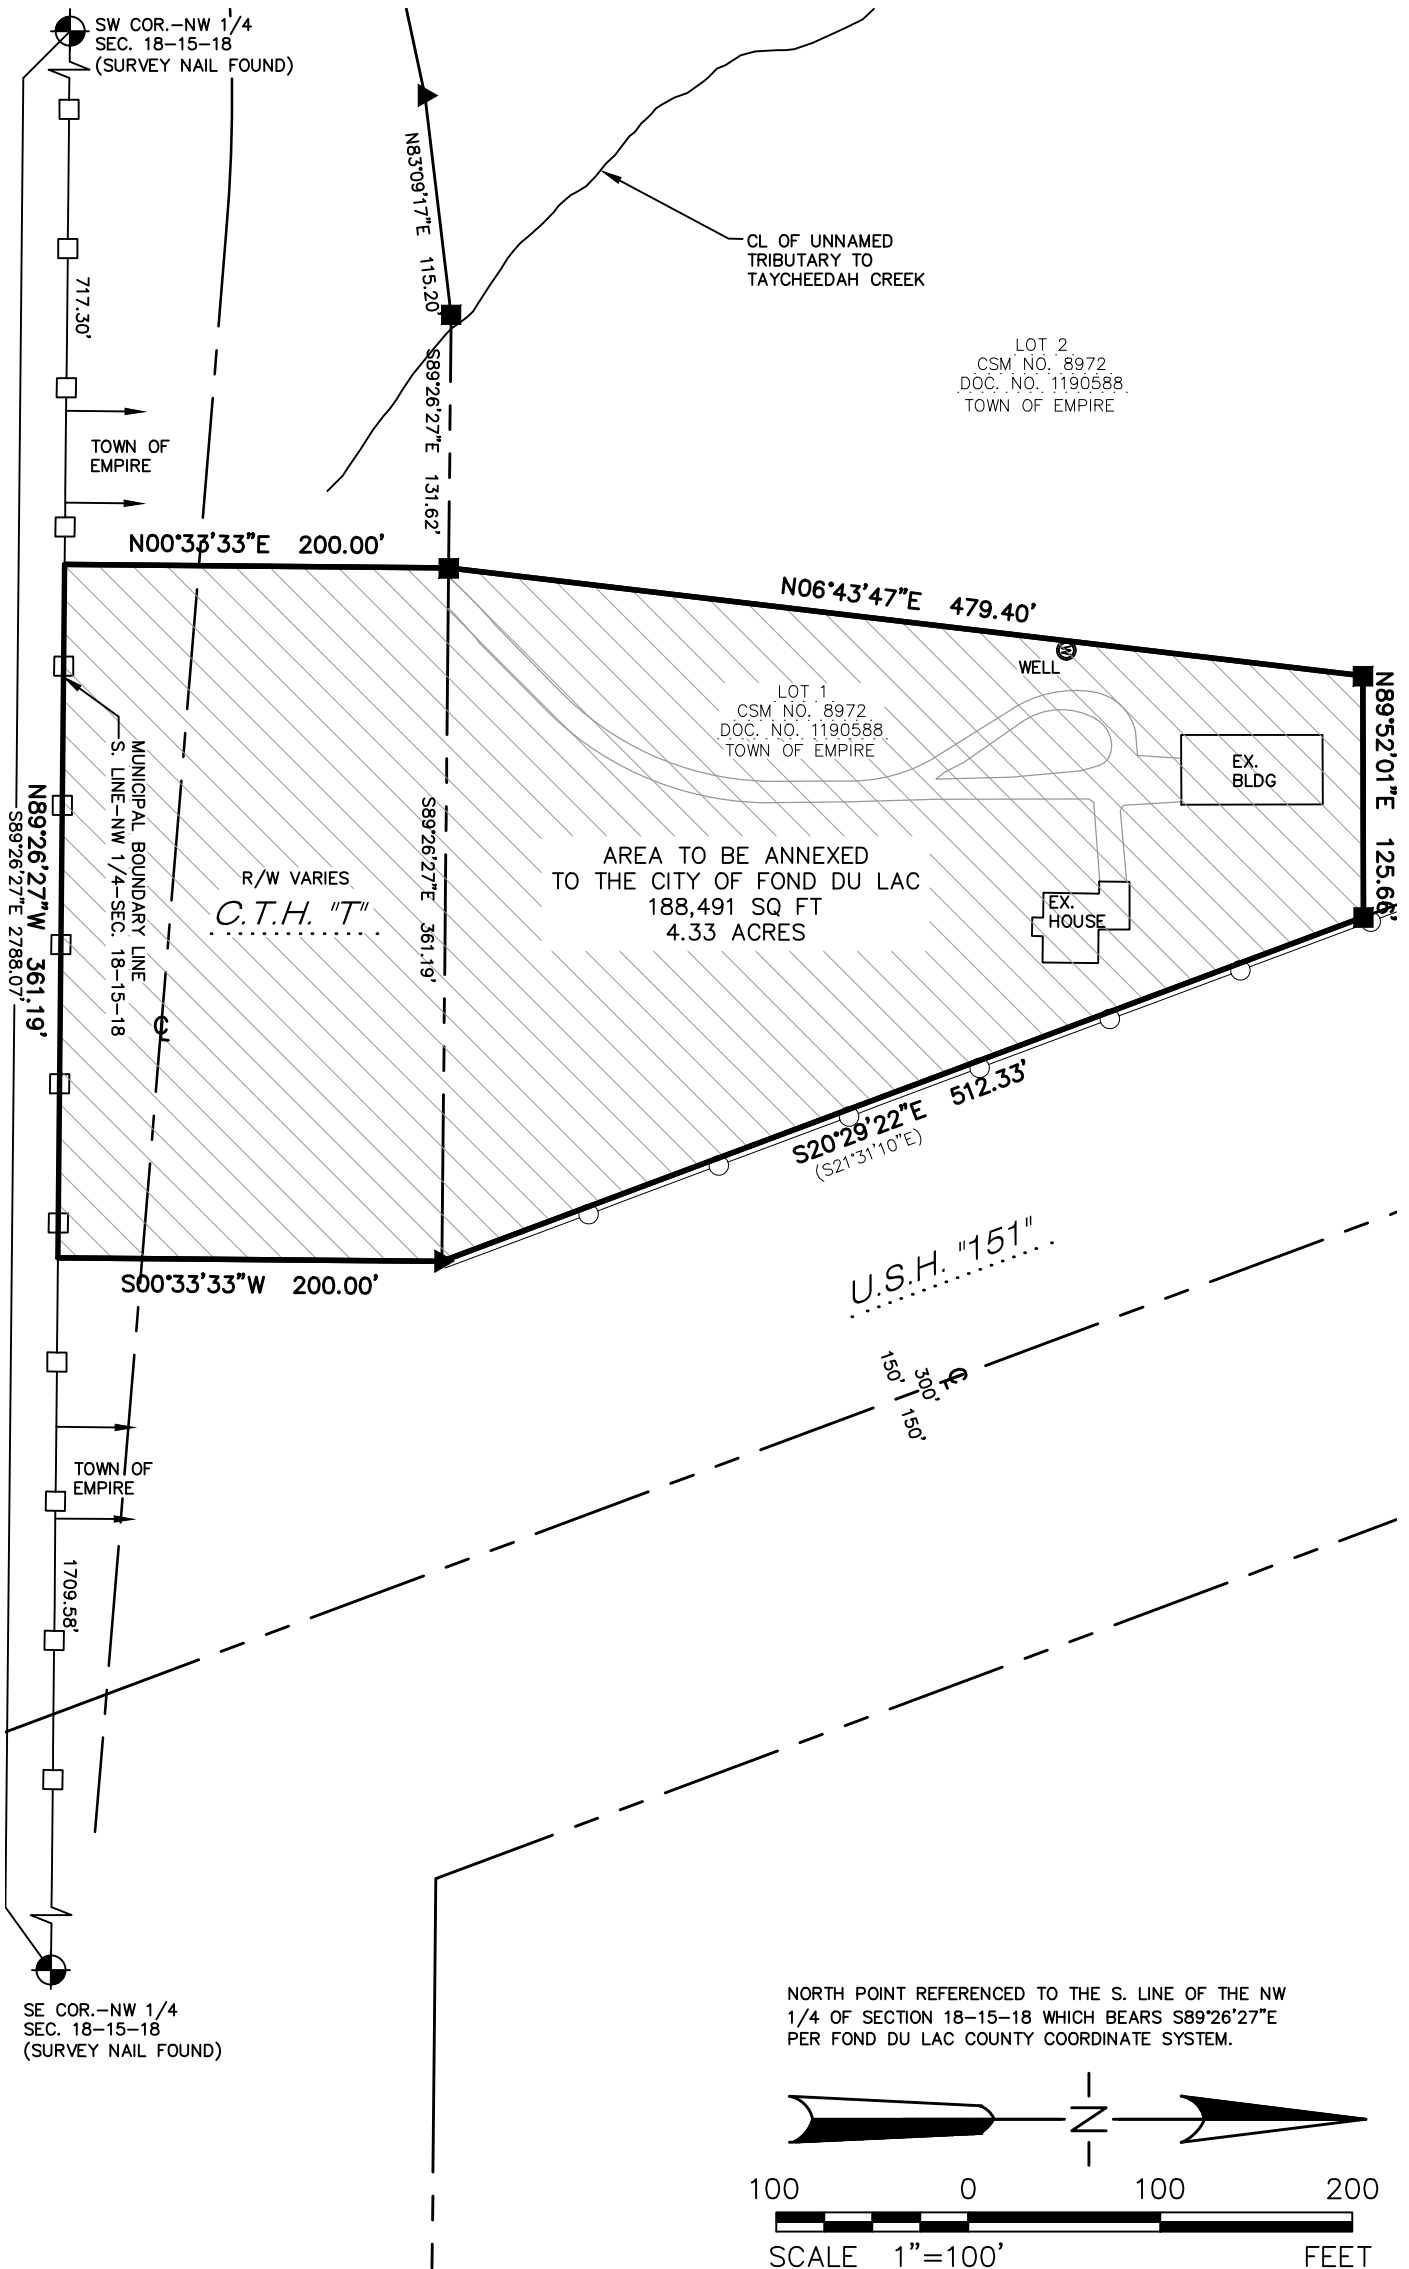 SW COR.-NW 1/4
SEC. 18-15-18
(SURVEY NAIL FOUND)
717.30'
N83°09'17"E 115.20'
CL OF UNNAMED
TRIBUTARY TO
TAYCHEEDAH CREEK
S89°26'27"E 131.62'
LOT 2
CSM NO. 8972
DOC. NO. 1190588
TOWN OF EMPIRE
TOWN OF
EMPIRE
N00°33'33"E 200.00'
N06°43'47"E 479.40'
W
WELL
N89°52'01"E 125.66'
LOT 1
CSM NO. 8972
DOC. NO. 1190588
TOWN OF EMPIRE
EX.
BLDG
MUNICIPAL BOUNDARY LINE
S. LINE-NW 1/4-SEC. 18-15-18
N89°26'27"W 361.19'
S89°26'27"E 2788.07'
S89°26'27"E 361.19'
R/W VARIES
C.T.H. "T"
AREA TO BE ANNEXED
TO THE CITY OF FOND DU LAC
188,491 SQ FT
4.33 ACRES
EX.
HOUSE
CL
S20°29'22"E 512.33'
(S21°31'10"E)
U.S.H. "151"
S00°33'33"W 200.00'
150'
300'
CL
150'
TOWN OF
EMPIRE
1709.58'
SE COR.-NW 1/4
SEC. 18-15-18
(SURVEY NAIL FOUND)
NORTH POINT REFERENCED TO THE S. LINE OF THE NW
1/4 OF SECTION 18-15-18 WHICH BEARS S89°26'27"E
PER FOND DU LAC COUNTY COORDINATE SYSTEM.
N
100 0 100 200
SCALE 1"=100' FEET